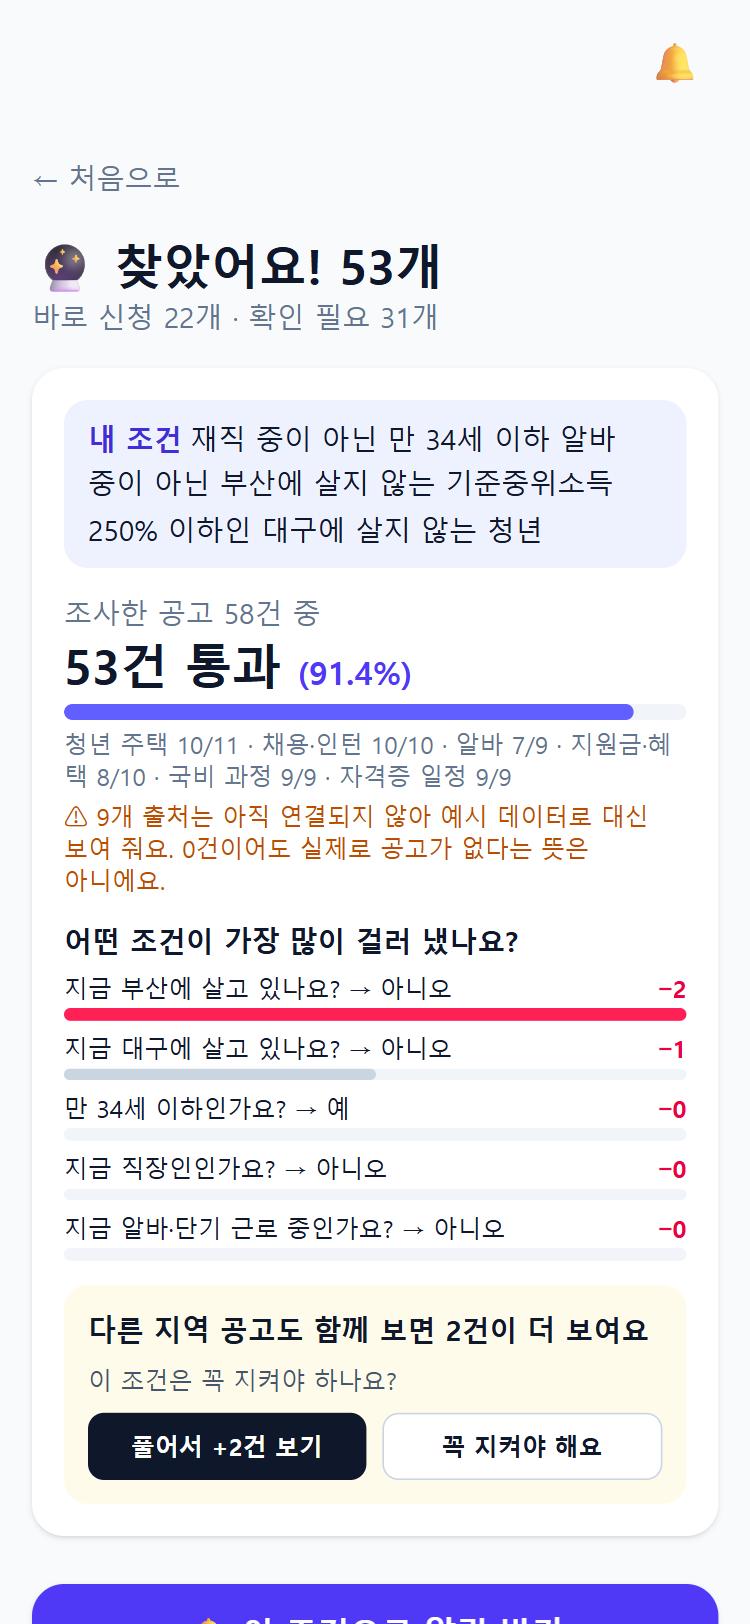 ← 처음으로
찾았어요! 53개
바로 신청 22개 · 확인 필요 31개
내 조건 재직 중이 아닌 만 34세 이하 알바
중이 아닌 부산에 살지 않는 기준중위소득
250% 이하인 대구에 살지 않는 청년
조사한 공고 58건 중
53건 통과 (91.4%)
청년 주택 10/11 · 채용·인턴 10/10 · 알바 7/9 · 지원금·혜
택 8/10 · 국비 과정 9/9 · 자격증 일정 9/9
⚠ 9개 출처는 아직 연결되지 않아 예시 데이터로 대신
보여 줘요. 0건이어도 실제로 공고가 없다는 뜻은
아니에요.
어떤 조건이 가장 많이 걸러 냈나요?
지금 부산에 살고 있나요? → 아니오 −2
지금 대구에 살고 있나요? → 아니오 −1
만 34세 이하인가요? → 예 −0
지금 직장인인가요? → 아니오 −0
지금 알바·단기 근로 중인가요? → 아니오 −0
다른 지역 공고도 함께 보면 2건이 더 보여요
이 조건은 꼭 지켜야 하나요?
풀어서 +2건 보기 꼭 지켜야 해요